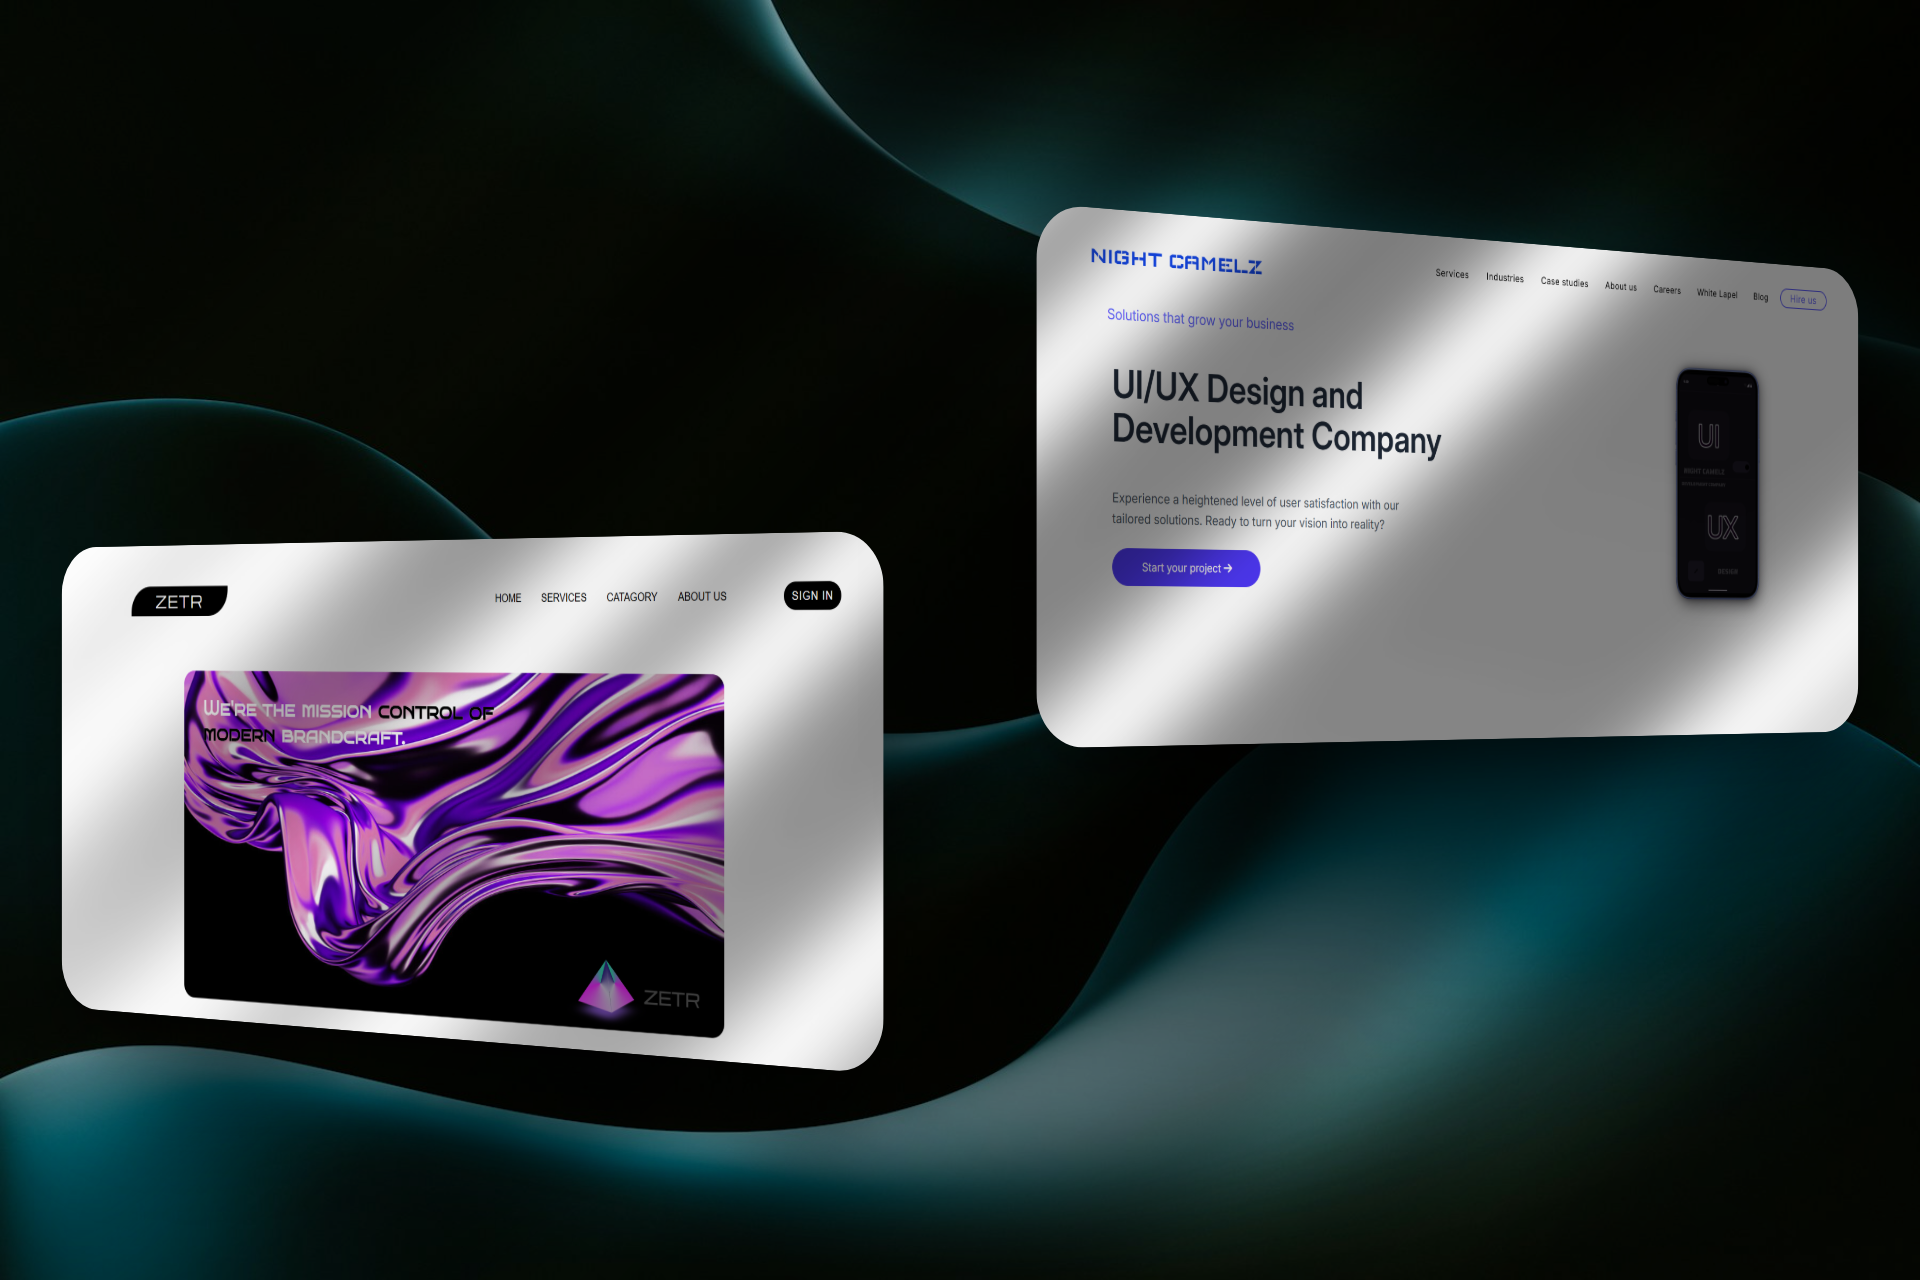 NIGHT CAMELZ
Services Industries Case studies About us Careers White Lapel Blog Hire us
Solutions that grow your business
UI/UX Design and
Development Company
Experience a heightened level of user satisfaction with our
tailored solutions. Ready to turn your vision into reality?
Start your project →
UI
NIGHT CAMELZ
UX
DESIGN
ZETR
HOME SERVICES CATAGORY ABOUT US SIGN IN
WE'RE THE MISSION CONTROL OF
MODERN BRANDCRAFT.
ZETR